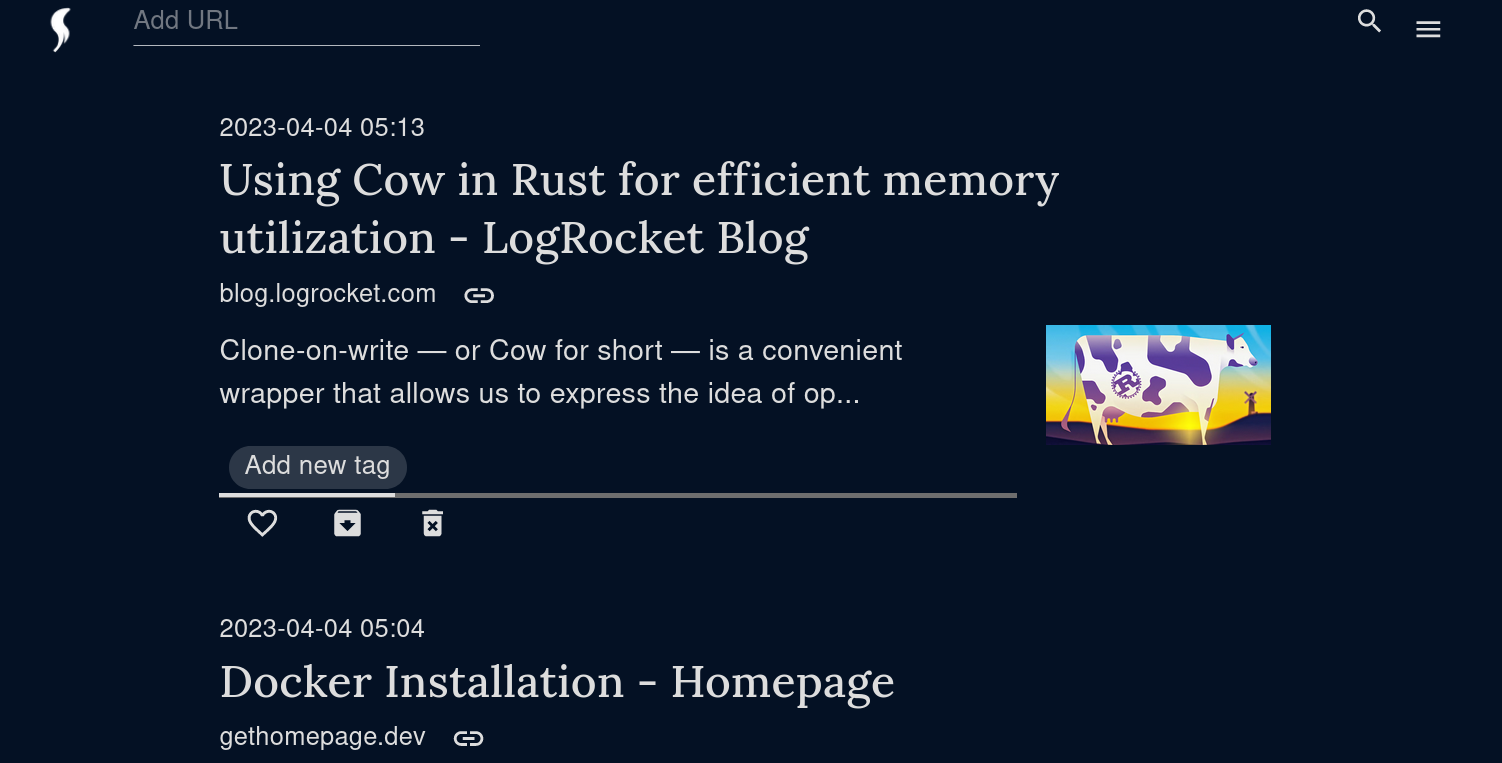 Add URL
2023-04-04 05:13
Using Cow in Rust for efficient memory
utilization - LogRocket Blog
blog.logrocket.com
Clone-on-write — or Cow for short — is a convenient
wrapper that allows us to express the idea of op...
Add new tag
2023-04-04 05:04
Docker Installation - Homepage
gethomepage.dev